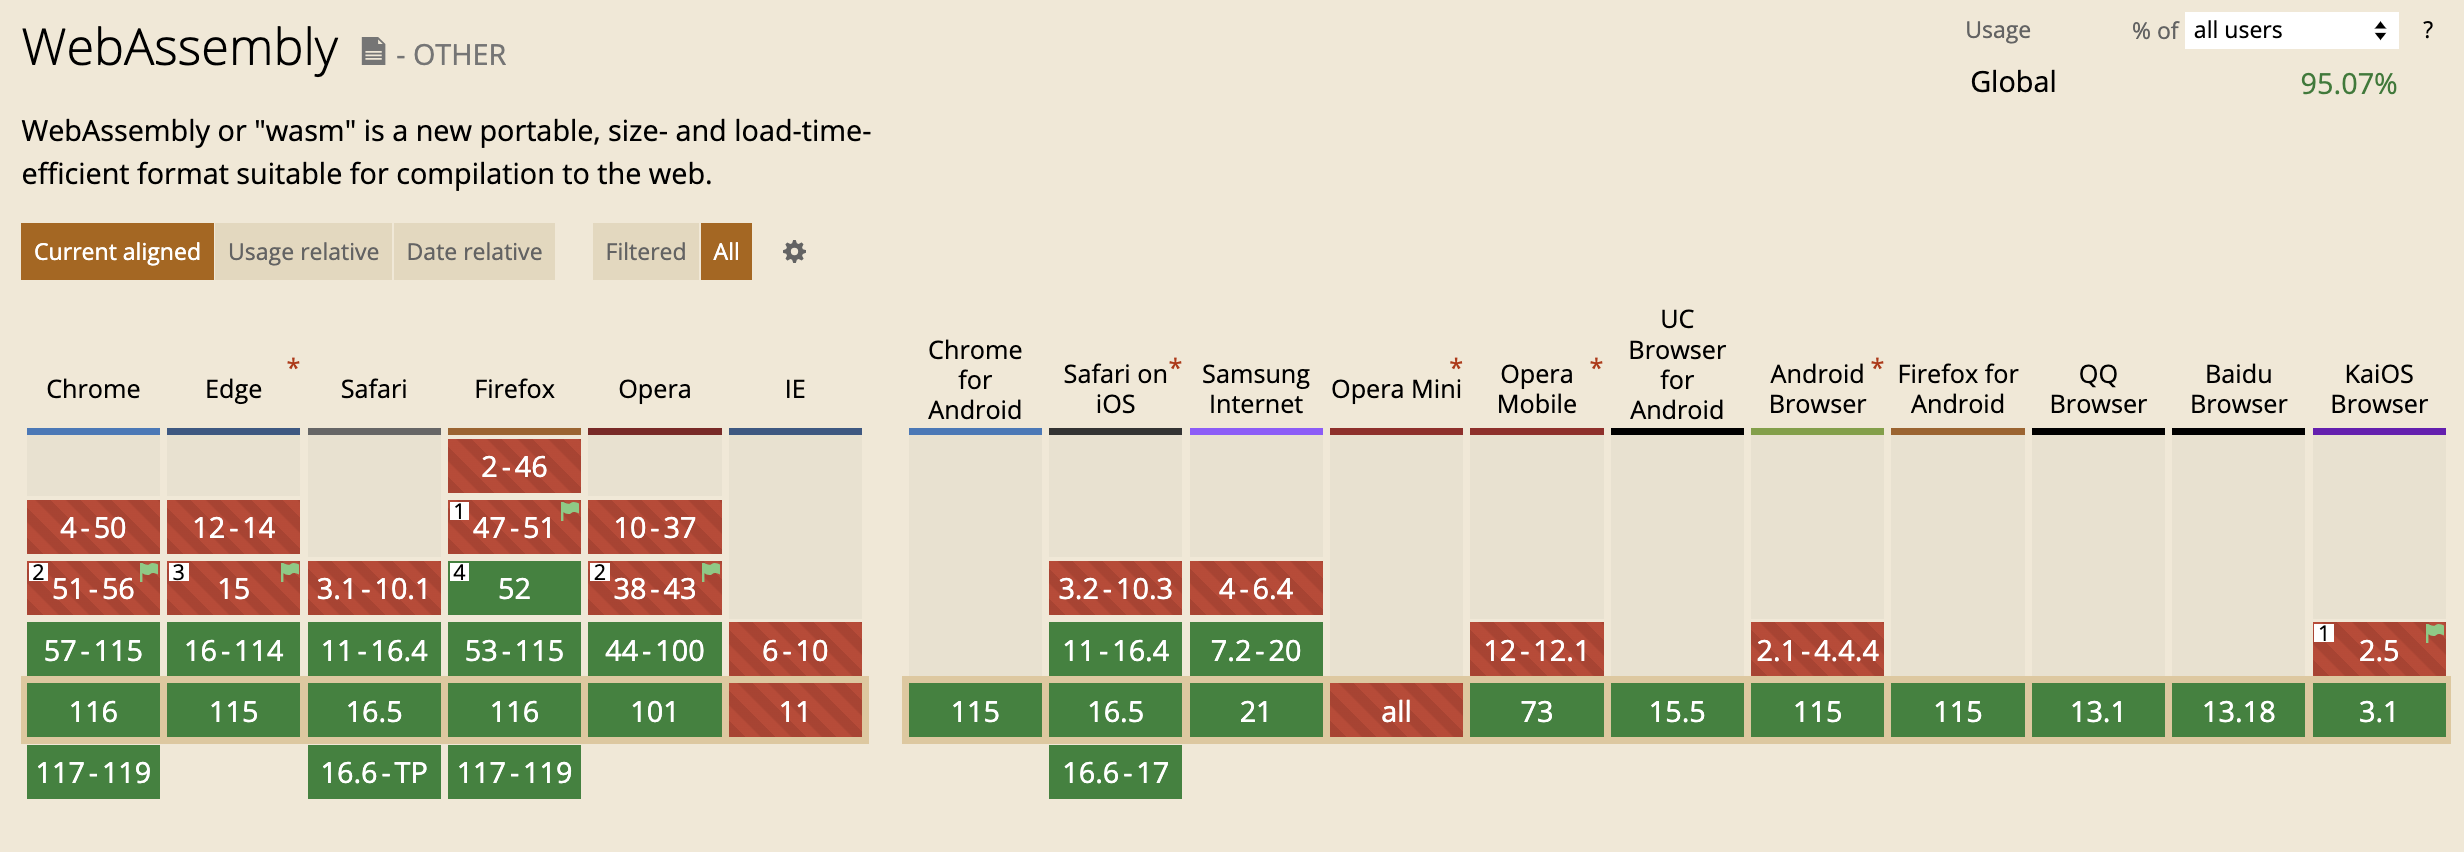 WebAssembly - OTHER
Usage % of all users ?
Global 95.07%
WebAssembly or "wasm" is a new portable, size- and load-time-
efficient format suitable for compilation to the web.
Current aligned Usage relative Date relative Filtered All
Chrome
Edge *
Safari
Firefox
Opera
IE
Chrome
for
Android
Safari on *
iOS
Samsung
Internet
Opera Mini *
Opera *
Mobile
UC
Browser
for
Android
Android *
Browser
Firefox for
Android
QQ
Browser
Baidu
Browser
KaiOS
Browser
2-46
4-50 12-14 1 47-51 10-37
2 51-56 3 15 3.1-10.1 4 52 2 38-43 3.2-10.3 4-6.4
57-115 16-114 11-16.4 53-115 44-100 6-10 11-16.4 7.2-20 12-12.1 2.1-4.4.4 1 2.5
116 115 16.5 116 101 11 115 16.5 21 all 73 15.5 115 115 13.1 13.18 3.1
117-119 16.6-TP 117-119 16.6-17